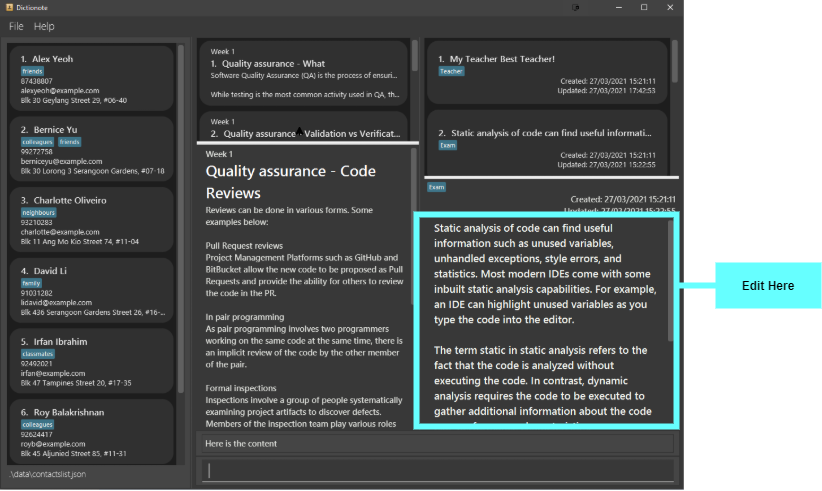 Dictionote
File Help
1. Alex Yeoh
friends
87438807
alexyeoh@example.com
Blk 30 Geylang Street 29, #06-40
2. Bernice Yu
colleagues friends
99272758
berniceyu@example.com
Blk 30 Lorong 3 Serangoon Gardens, #07-18
3. Charlotte Oliveiro
neighbours
93210283
charlotte@example.com
Blk 11 Ang Mo Kio Street 74, #11-04
4. David Li
family
91031282
lidavid@example.com
Blk 436 Serangoon Gardens Street 26, #16-...
5. Irfan Ibrahim
classmates
92492021
irfan@example.com
Blk 47 Tampines Street 20, #17-35
6. Roy Balakrishnan
colleagues
92624417
royb@example.com
Blk 45 Aljunied Street 85, #11-31
.\data\contactslist.json
Week 1
1. Quality assurance - What
Software Quality Assurance (QA) is the process of ensuri...
While testing is the most common activity used in QA, th...
Week 1
2. Quality assurance - Validation vs Verificat...
Week 1
Quality assurance - Code
Reviews
Reviews can be done in various forms. Some
examples below:
Pull Request reviews
Project Management Platforms such as GitHub and
BitBucket allow the new code to be proposed as Pull
Requests and provide the ability for others to review
the code in the PR.
In pair programming
As pair programming involves two programmers
working on the same code at the same time, there is
an implicit review of the code by the other member
of the pair.
Formal inspections
Inspections involve a group of people systematically
examining project artifacts to discover defects.
Members of the inspection team play various roles
1. My Teacher Best Teacher!
Teacher
Created: 27/03/2021 15:21:11
Updated: 27/03/2021 17:42:53
2. Static analysis of code can find useful informati...
Exam
Created: 27/03/2021 15:21:11
Updated: 27/03/2021 15:22:55
Exam
Created: 27/03/2021 15:21:11
Updated: 27/03/2021 15:22:55
Static analysis of code can find useful
information such as unused variables,
unhandled exceptions, style errors, and
statistics. Most modern IDEs come with some
inbuilt static analysis capabilities. For example,
an IDE can highlight unused variables as you
type the code into the editor.
The term static in static analysis refers to the
fact that the code is analyzed without
executing the code. In contrast, dynamic
analysis requires the code to be executed to
gather additional information about the code
Here is the content
Edit Here